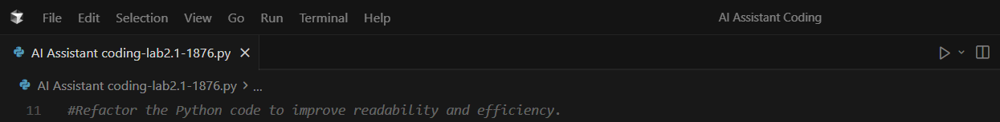 File Edit Selection View Go Run Terminal Help AI Assistant Coding
AI Assistant coding-lab2.1-1876.py
AI Assistant coding-lab2.1-1876.py > ...
11 #Refactor the Python code to improve readability and efficiency.